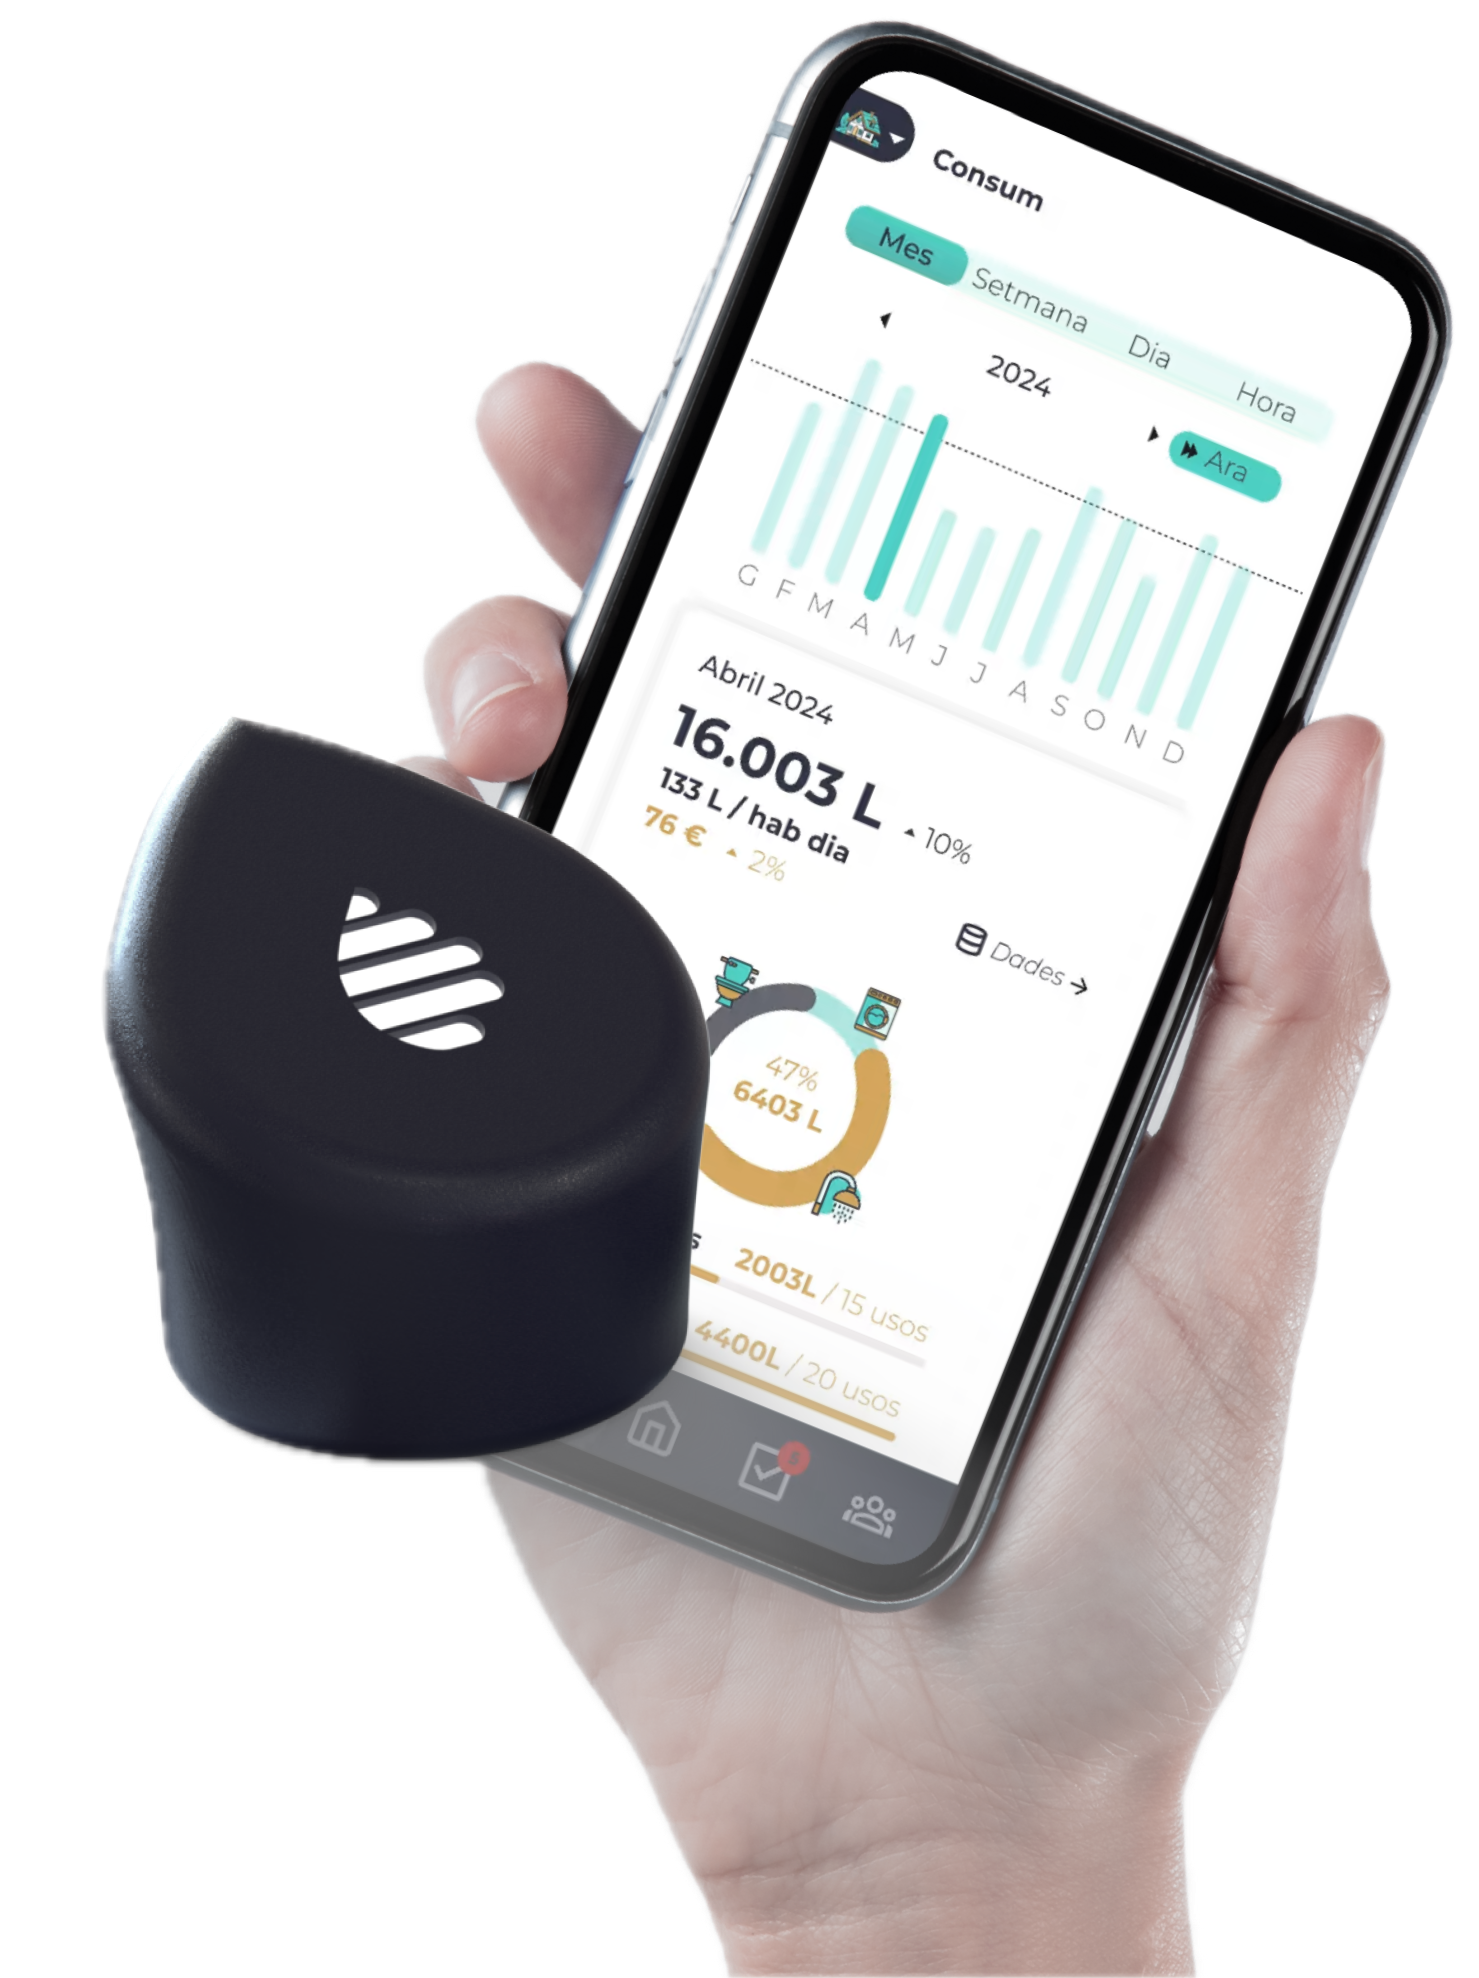 Consum
Mes Setmana Dia Hora
2024
Ara
G F M A M J J A S O N D
Abril 2024
16.003 L 10%
133 L / hab dia
76 € 2%
Dades
47%
6403 L
s 2003L / 15 usos
4400L / 20 usos